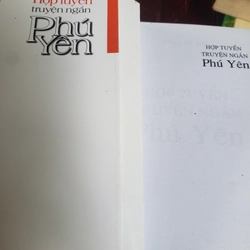 Hợp tuyển
truyện ngắn
Phú
Yên
HỢP TUYỂN
TRUYỆN NGẮN
Phú Yên